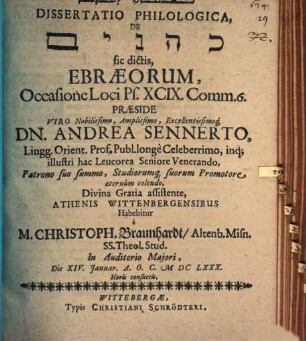 DISSERTATIO PHILOLOGICA,
DE
כהנים
sic dictis,
EBRÆORUM,
Occasione Loci Ps. XCIX. Comm. 6.
PRÆSIDE
VIRO Nobilissimo, Amplissimo, Excellentissimoq;
DN. ANDREA SENNERTO,
Lingg. Orient. Prof. Publ. longè Celeberrimo, inq;
illustri hac Leucorea Seniore Venerando,
Patrono suo summo, Studiorumq; suorum Promotore
æternùm colendo,
Divina Gratia assistente,
ATHENIS WITTENBERGENSIBUS
Habebitur
à
M. CHRISTOPH. Braunhardt / Altenb. Misn.
SS. Theol. Stud.
In Auditorio Majori,
Die XIV. Januar. A. O. C. M DC LXXX.
Horis consuetis,
WITTEBERGÆ,
Typis CHRISTIANI SCHRÖDTERI,